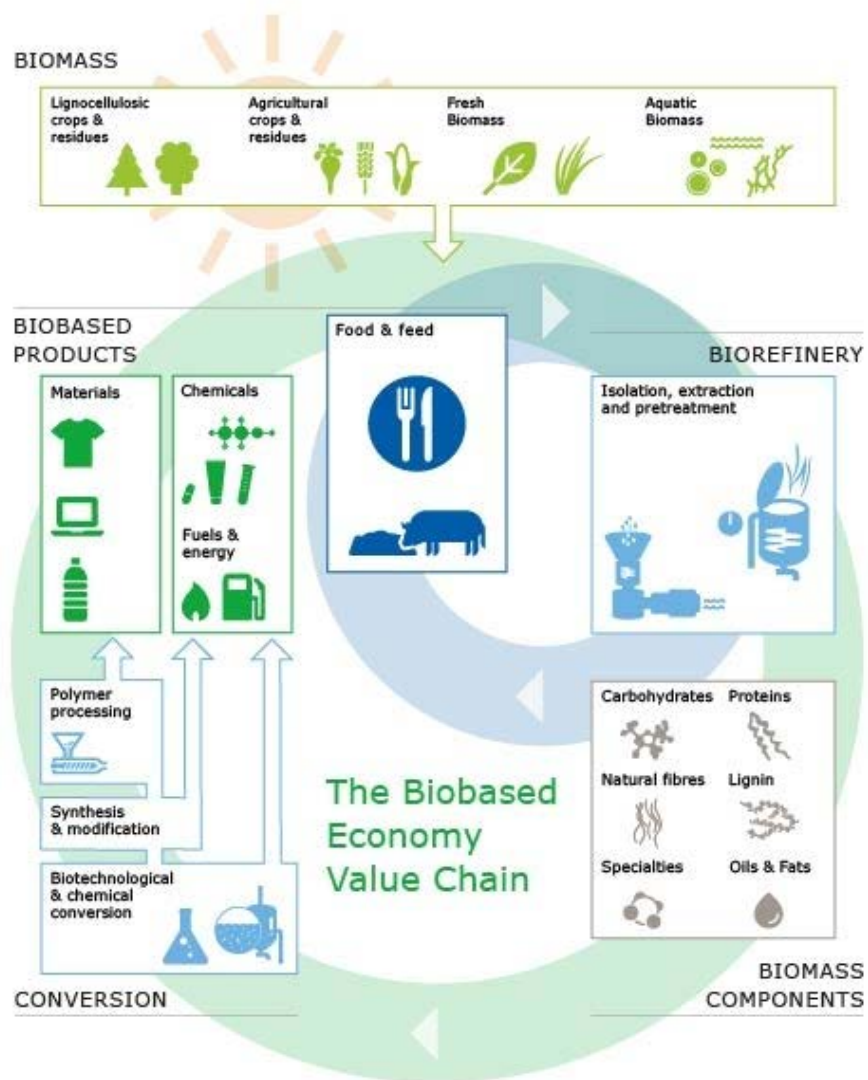 BIOMASS
Lignocellulosic
crops &
residues
Agricultural
crops &
residues
Fresh
Biomass
Aquatic
Biomass
BIOBASED
PRODUCTS
Materials
Chemicals
Fuels &
energy
Food & feed
BIOREFINERY
Isolation, extraction
and pretreatment
Polymer
processing
Synthesis
& modification
Biotechnological
& chemical
conversion
CONVERSION
The Biobased
Economy
Value Chain
Carbohydrates
Proteins
Natural fibres
Lignin
Specialties
Oils & Fats
BIOMASS
COMPONENTS